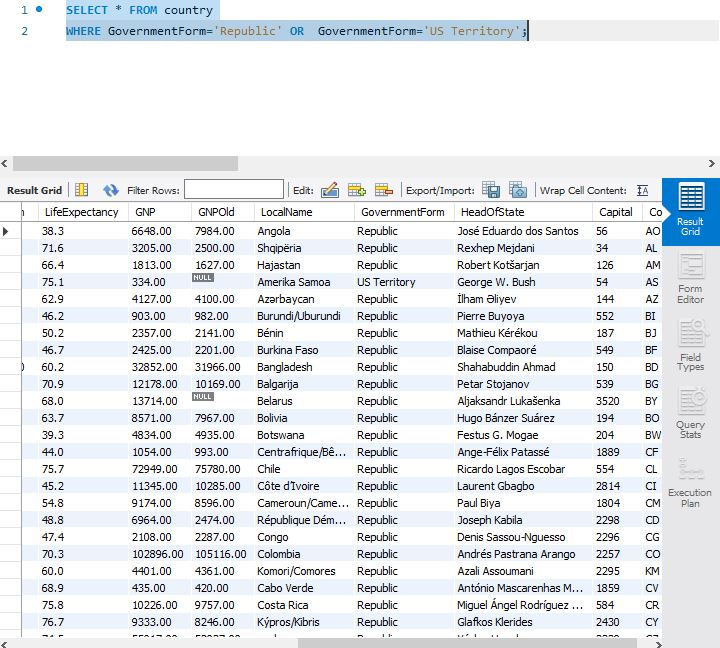 1 SELECT * FROM country
2 WHERE GovernmentForm='Republic' OR GovernmentForm='US Territory';
Result Grid Filter Rows: Edit: Export/Import: Wrap Cell Content: IA
LifeExpectancy GNP GNPOld LocalName GovernmentForm HeadOfState Capital Co
38.3 6648.00 7984.00 Angola Republic José Eduardo dos Santos 56 AO
71.6 3205.00 2500.00 Shqipëria Republic Rexhep Mejdani 34 AL
66.4 1813.00 1627.00 Hajastan Republic Robert Kotšarjan 126 AM
75.1 334.00 NULL Amerika Samoa US Territory George W. Bush 54 AS
62.9 4127.00 4100.00 Azərbaycan Republic İlham Əliyev 144 AZ
46.2 903.00 982.00 Burundi/Uburundi Republic Pierre Buyoya 552 BI
50.2 2357.00 2141.00 Bénin Republic Mathieu Kérékou 187 BJ
46.7 2425.00 2201.00 Burkina Faso Republic Blaise Compaoré 549 BF
60.2 32852.00 31966.00 Bangladesh Republic Shahabuddin Ahmad 150 BD
70.9 12178.00 10169.00 Balgarija Republic Petar Stojanov 539 BG
68.0 13714.00 NULL Belarus Republic Aljaksandr Lukašenka 3520 BY
63.7 8571.00 7967.00 Bolivia Republic Hugo Bánzer Suárez 194 BO
39.3 4834.00 4935.00 Botswana Republic Festus G. Mogae 204 BW
44.0 1054.00 993.00 Centrafrique/Bê... Republic Ange-Félix Patassé 1889 CF
75.7 72949.00 75780.00 Chile Republic Ricardo Lagos Escobar 554 CL
45.2 11345.00 10285.00 Côte d'Ivoire Republic Laurent Gbagbo 2814 CI
54.8 9174.00 8596.00 Cameroun/Came... Republic Paul Biya 1804 CM
48.8 6964.00 2474.00 République Dém... Republic Joseph Kabila 2298 CD
47.4 2108.00 2287.00 Congo Republic Denis Sassou-Nguesso 2296 CG
70.3 102896.00 105116.00 Colombia Republic Andrés Pastrana Arango 2257 CO
60.0 4401.00 4361.00 Komori/Comores Republic Azali Assoumani 2295 KM
68.9 435.00 420.00 Cabo Verde Republic António Mascarenhas M... 1859 CV
75.8 10226.00 9757.00 Costa Rica Republic Miguel Ángel Rodríguez ... 584 CR
76.7 9333.00 8246.00 Kýpros/Kibris Republic Glafkos Klerides 2430 CY
Result
Grid
Form
Editor
Field
Types
Query
Stats
Execution
Plan